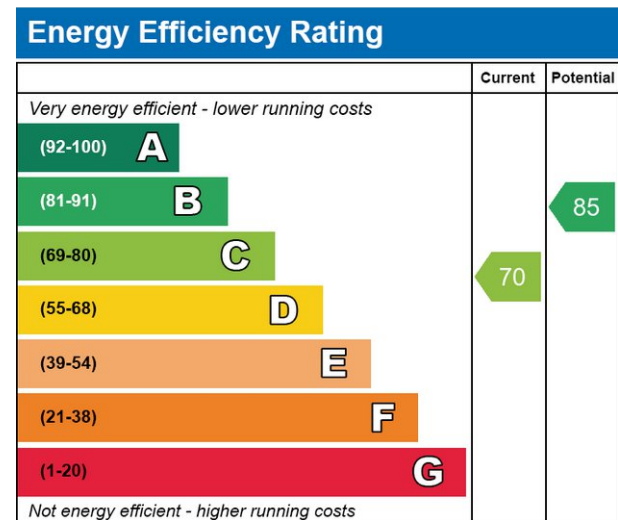 Energy Efficiency Rating
Current Potential
Very energy efficient - lower running costs
(92-100) A
(81-91) B
85
(69-80) C
70
(55-68) D
(39-54) E
(21-38) F
(1-20) G
Not energy efficient - higher running costs